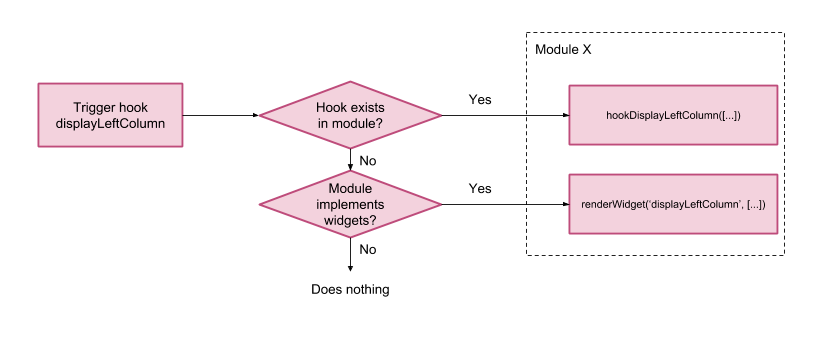 Module X
Trigger hook
displayLeftColumn
Hook exists
in module?
Yes
hookDisplayLeftColumn([...])
No
Module
implements
widgets?
Yes
renderWidget(‘displayLeftColumn’, [...])
No
Does nothing